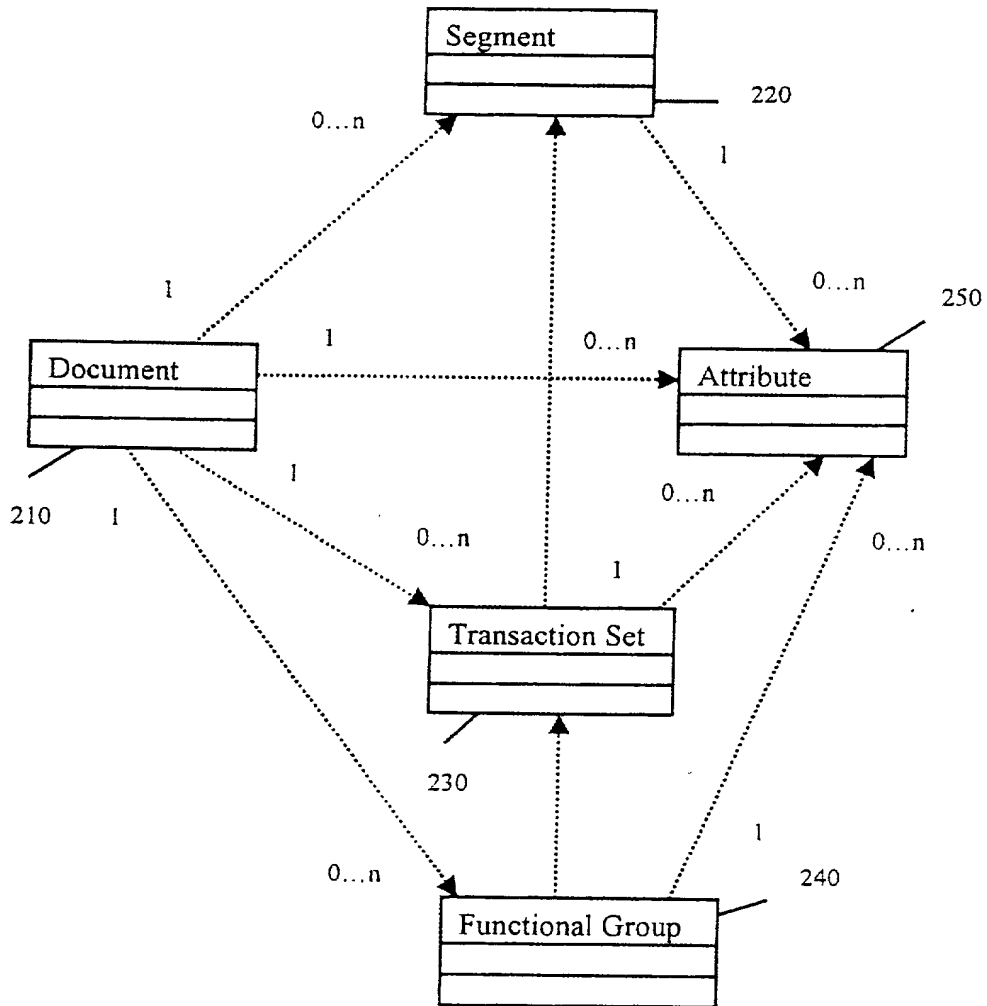 Segment
220
0...n
1
1
0...n
250
1
0...n
Document
Attribute
1
0...n
210
1
0...n
1
0...n
Transaction Set
230
1
0...n
240
Functional Group